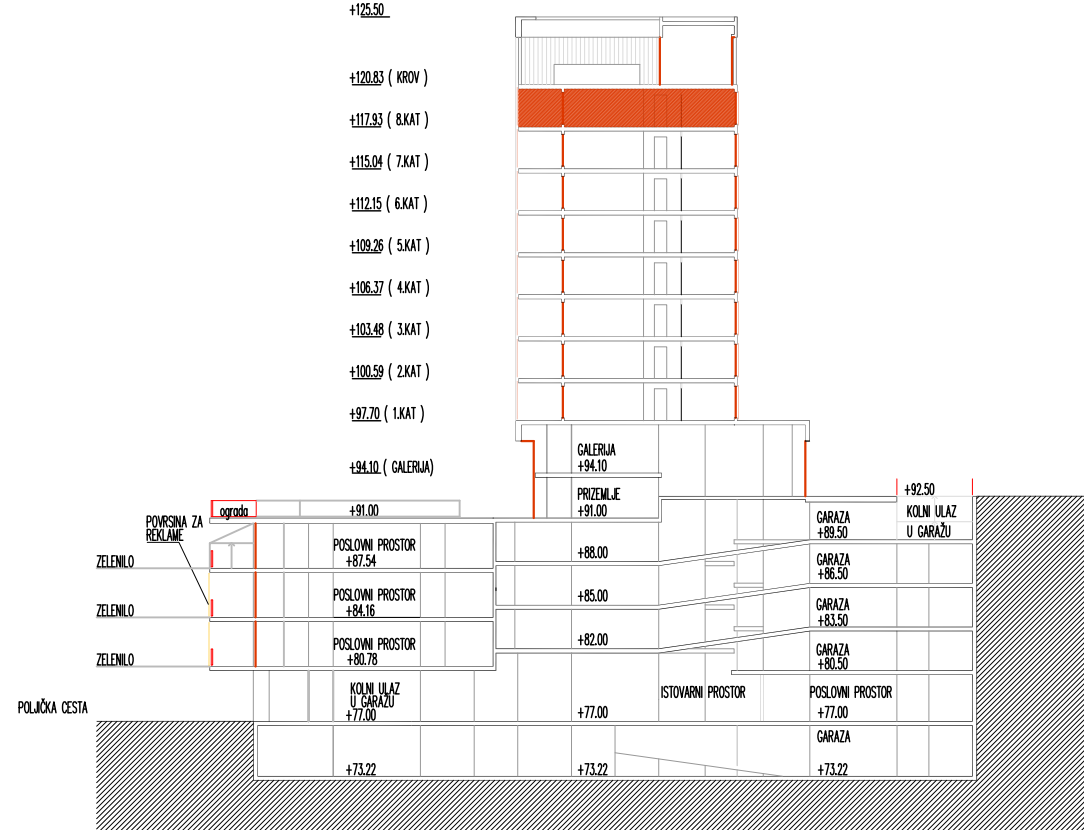 +125.50
+120.83 ( KROV )
+117.93 ( 8.KAT )
+115.04 ( 7.KAT )
+112.15 ( 6.KAT )
+109.26 ( 5.KAT )
+106.37 ( 4.KAT )
+103.48 ( 3.KAT )
+100.59 ( 2.KAT )
+97.70 ( 1.KAT )
+94.10 ( GALERIJA)
GALERIJA
+94.10
PRIZEMLJE
+91.00
+92.50
KOLNI ULAZ
U GARAŽU
ograda
+91.00
POVRSINA ZA
REKLAME
ZELENILO
ZELENILO
ZELENILO
POSLOVNI PROSTOR
+87.54
POSLOVNI PROSTOR
+84.16
POSLOVNI PROSTOR
+80.78
+88.00
+85.00
+82.00
GARAZA
+89.50
GARAZA
+86.50
GARAZA
+83.50
GARAZA
+80.50
POLJIČKA CESTA
KOLNI ULAZ
U GARAŽU
+77.00
+77.00
ISTOVARNI PROSTOR
POSLOVNI PROSTOR
+77.00
GARAZA
+73.22
+73.22
+73.22